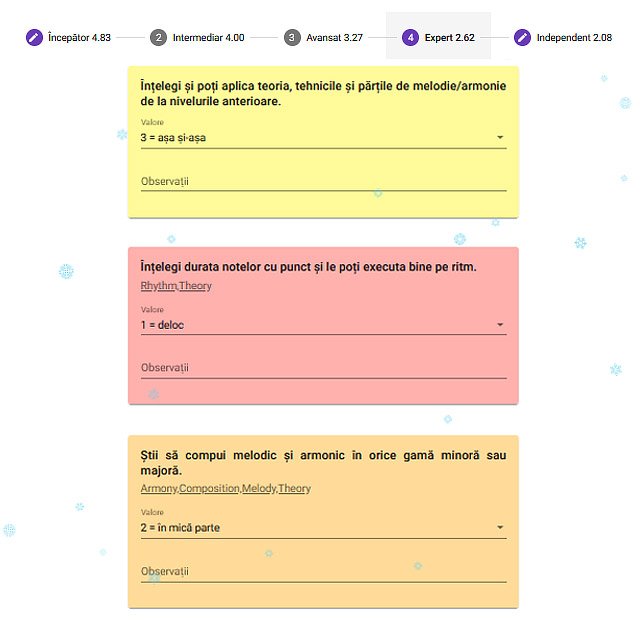 Începător 4.83 2 Intermediar 4.00 3 Avansat 3.27 4 Expert 2.62 Independent 2.08
Înțelegi și poți aplica teoria, tehnicile și părțile de melodie/armonie
de la nivelurile anterioare.
Valore
3 = așa și-așa
Observații
Înțelegi durata notelor cu punct și le poți executa bine pe ritm.
Rhythm,Theory
Valore
1 = deloc
Observații
Știi să compui melodic și armonic în orice gamă minoră sau
majoră.
Armony,Composition,Melody,Theory
Valore
2 = în mică parte
Observații